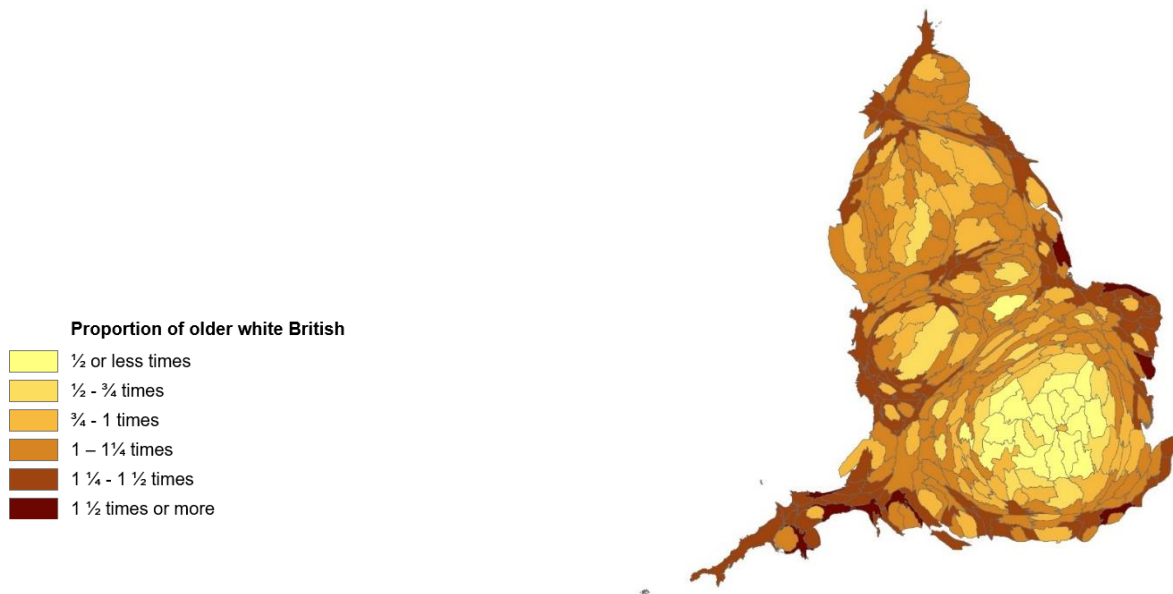 Proportion of older white British
½ or less times
½ - ¾ times
¾ - 1 times
1 – 1¼ times
1 ¼ - 1 ½ times
1 ½ times or more